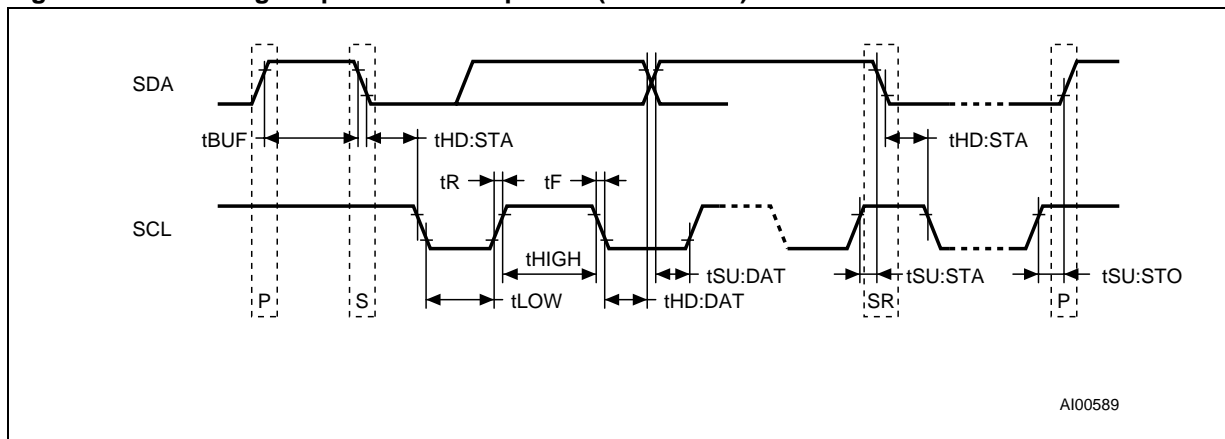 SDA
tBUF
tHD:STA
tHD:STA
tR
tF
SCL
tHIGH
tSU:DAT
tSU:STA
tSU:STO
P
S
tLOW
tHD:DAT
SR
P
AI00589